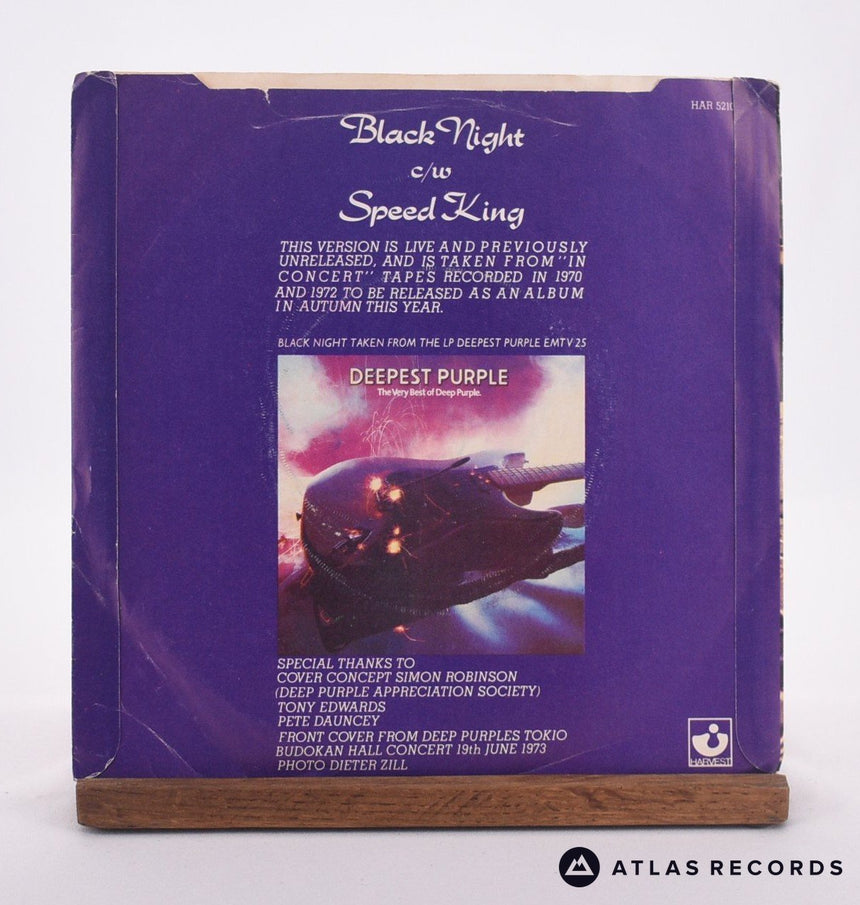 HAR 5210
Black Night
c/w
Speed King
THIS VERSION IS LIVE AND PREVIOUSLY
UNRELEASED, AND IS TAKEN FROM "IN
CONCERT" TAPES RECORDED IN 1970
AND 1972 TO BE RELEASED AS AN ALBUM
IN AUTUMN THIS YEAR.
BLACK NIGHT TAKEN FROM THE LP DEEPEST PURPLE EMTV 25
DEEPEST PURPLE
The Very Best of Deep Purple.
SPECIAL THANKS TO
COVER CONCEPT SIMON ROBINSON
(DEEP PURPLE APPRECIATION SOCIETY)
TONY EDWARDS
PETE DAUNCEY
FRONT COVER FROM DEEP PURPLES TOKIO
BUDOKAN HALL CONCERT 19th JUNE 1973
PHOTO DIETER ZILL
HARVEST
ATLAS RECORDS